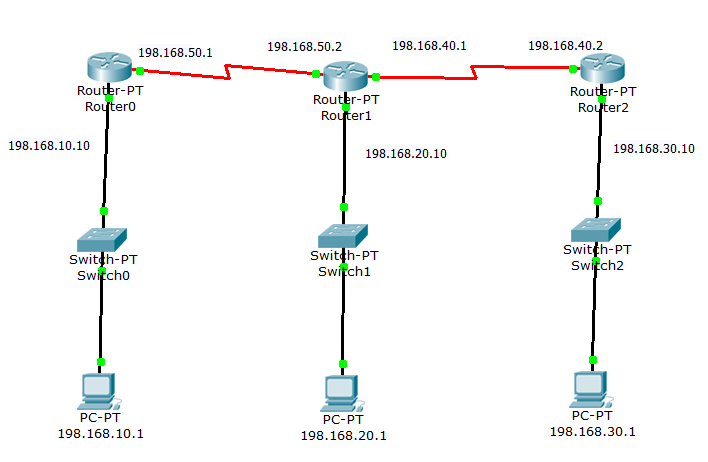 198.168.50.1
198.168.50.2
198.168.40.1
198.168.40.2
Router-PT
Router0
Router-PT
Router1
Router-PT
Router2
198.168.10.10
198.168.20.10
198.168.30.10
Switch-PT
Switch0
Switch-PT
Switch1
Switch-PT
Switch2
PC-PT
198.168.10.1
PC-PT
198.168.20.1
PC-PT
198.168.30.1